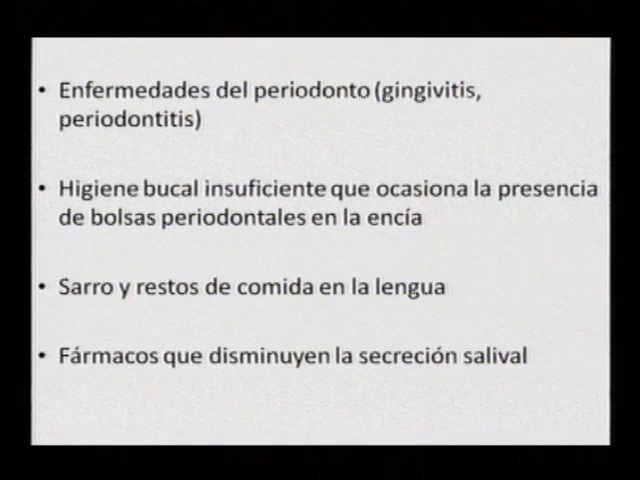 • Enfermedades del periodonto (gingivitis,
periodontitis)
• Higiene bucal insuficiente que ocasiona la presencia
de bolsas periodontales en la encía
• Sarro y restos de comida en la lengua
• Fármacos que disminuyen la secreción salival